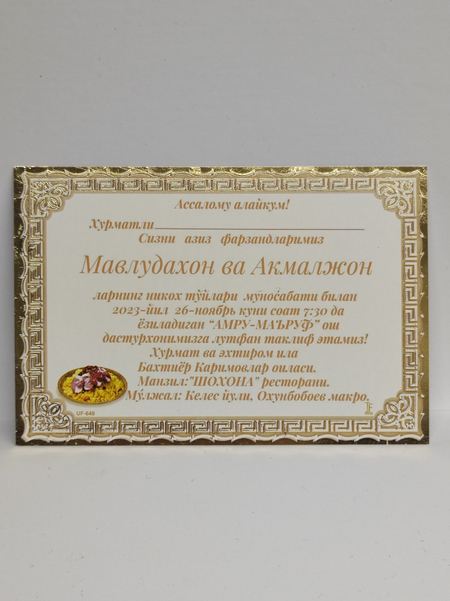 Ассалому алайкум!
Хурматли
Сизни азиз фарзандларимиз
Мавлудахон ва Акмалжон
ларнинг никох тўйлари муносабати билан
2023-йил 26-ноябрь куни соат 7:30 да
ёзиладиган "АМРУ-МАЪРУФ" ош
дастурхонимизга лутфан таклиф этамиз!
Хурмат ва эхтиром ила
Бахтиёр Каримовлар оиласи.
Манзил:"ШОХОНА" ресторани.
Мўлжал: Келес йули, Охунбобоев макро.
UF-649